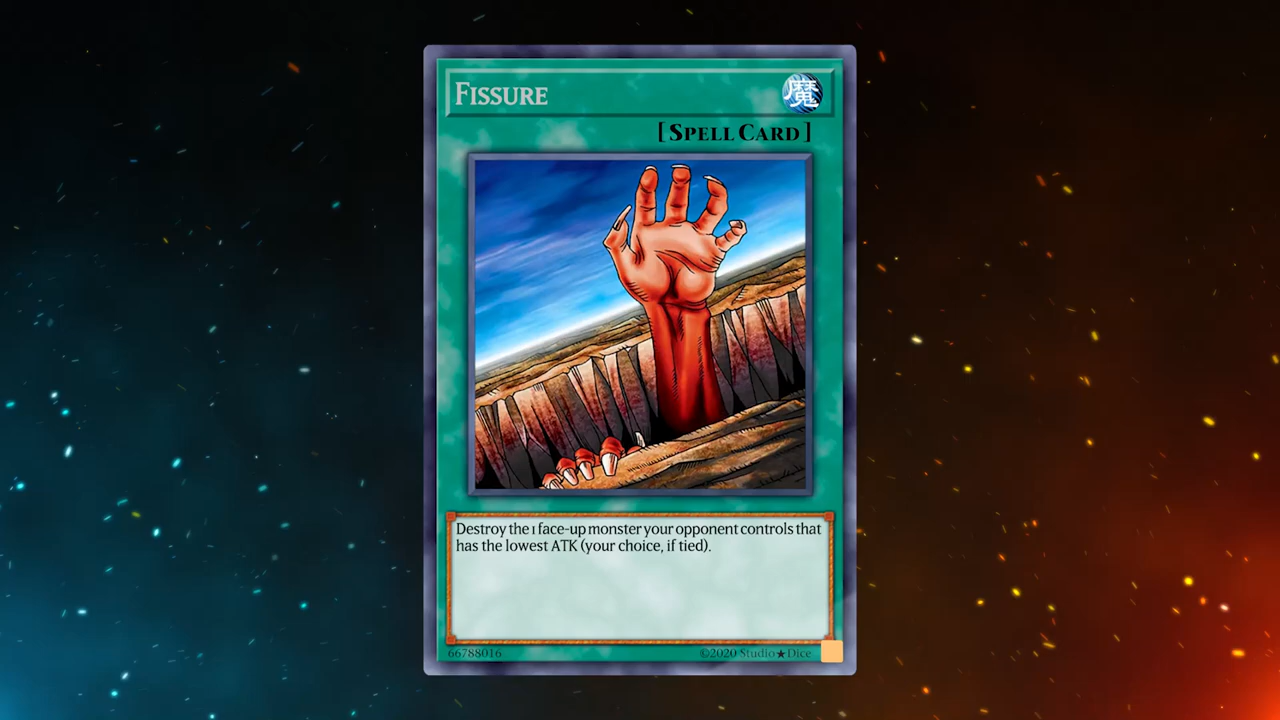 FISSURE
魔
[SPELL CARD]
Destroy the 1 face-up monster your opponent controls that
has the lowest ATK (your choice, if tied).
66788016
©2020 Studio★Dice